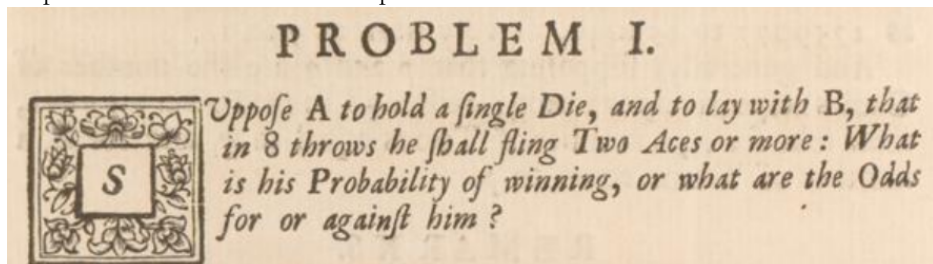 PROBLEM I.
SUppoſe A to hold a ſingle Die, and to lay with B, that
in 8 throws he ſhall fling Two Aces or more: What
is his Probability of winning, or what are the Odds
for or againſt him?